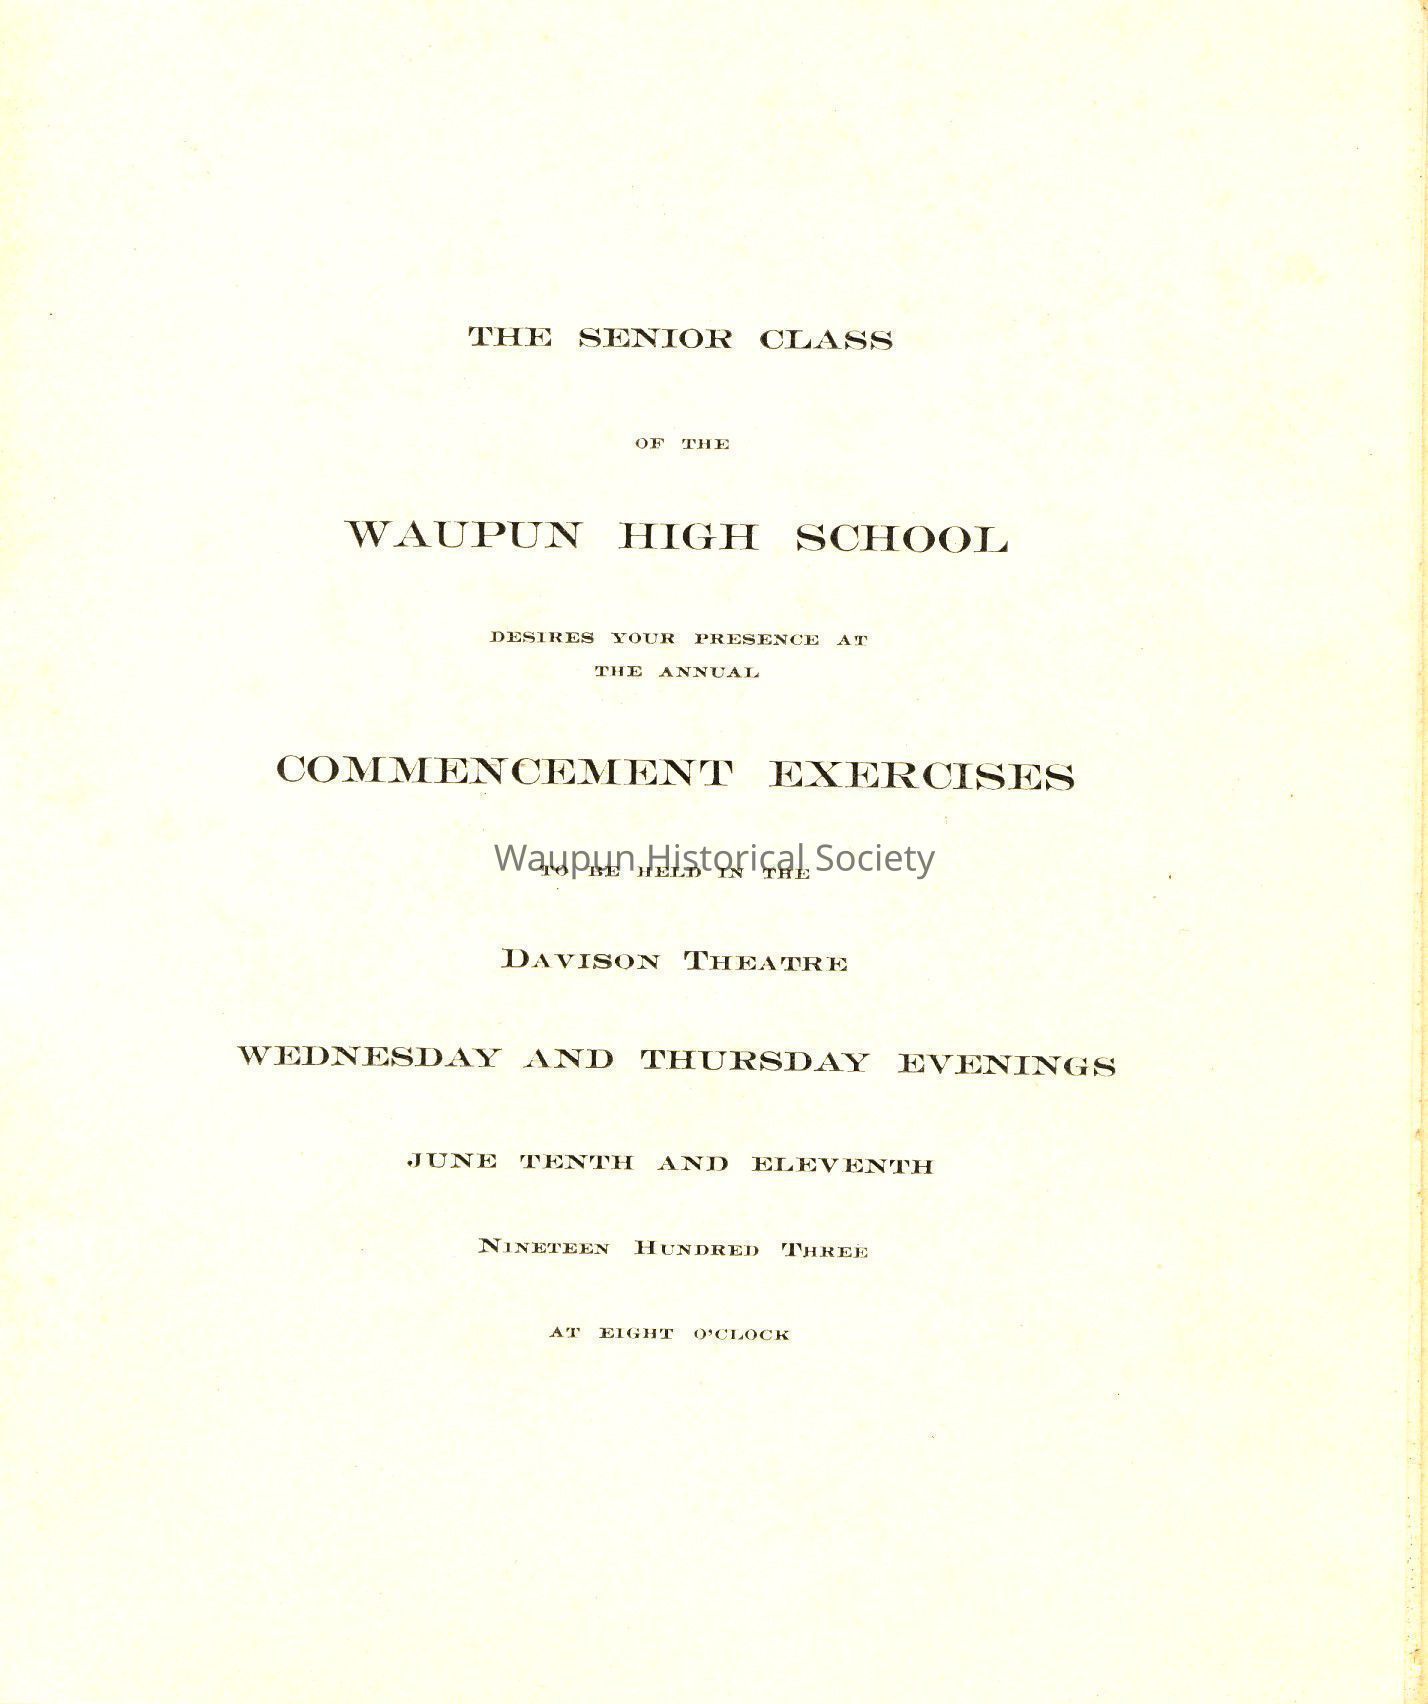 THE SENIOR CLASS
OF THE
WAUPUN HIGH SCHOOL
DESIRES YOUR PRESENCE AT
THE ANNUAL
COMMENCEMENT EXERCISES
Waupun Historical Society
TO BE HELD IN THE
DAVISON THEATRE
WEDNESDAY AND THURSDAY EVENINGS
JUNE TENTH AND ELEVENTH
NINETEEN HUNDRED THREE
AT EIGHT O'CLOCK